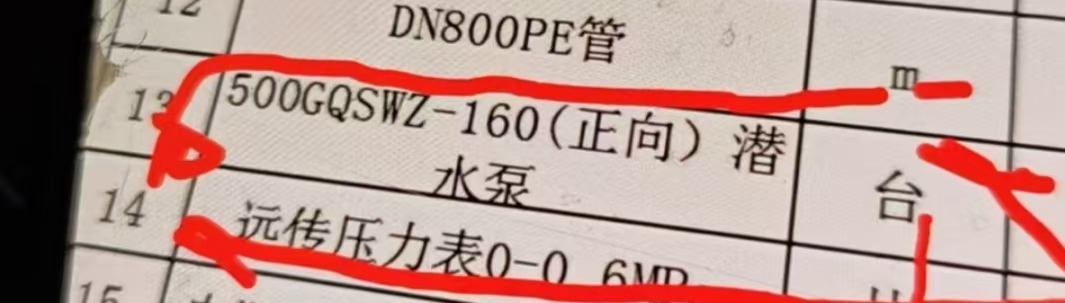 12 DN800PE管 m
13 500GQSWZ-160(正向)潜
水泵 台
14 远传压力表0-0.6MP
15